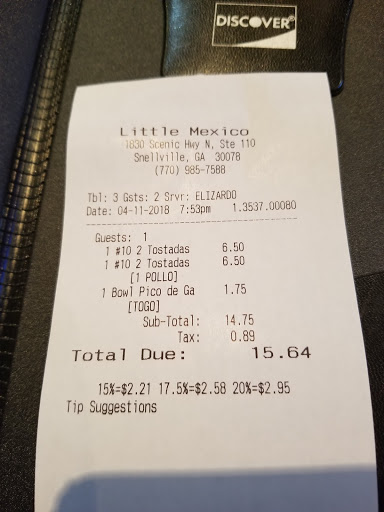 DISCOVER®
Little Mexico
1830 Scenic Hwy N, Ste 110
Snellville, GA 30078
(770) 985-7588
Tbl: 3 Gsts: 2 Srvr: ELIZARDO
Date: 04-11-2018 7:53pm 1.3537.00080
Guests: 1
1 #10 2 Tostadas 6.50
1 #10 2 Tostadas 6.50
[1 POLLO]
1 Bowl Pico de Ga 1.75
[TOGO]
Sub-Total: 14.75
Tax: 0.89
Total Due: 15.64
15%=$2.21 17.5%=$2.58 20%=$2.95
Tip Suggestions